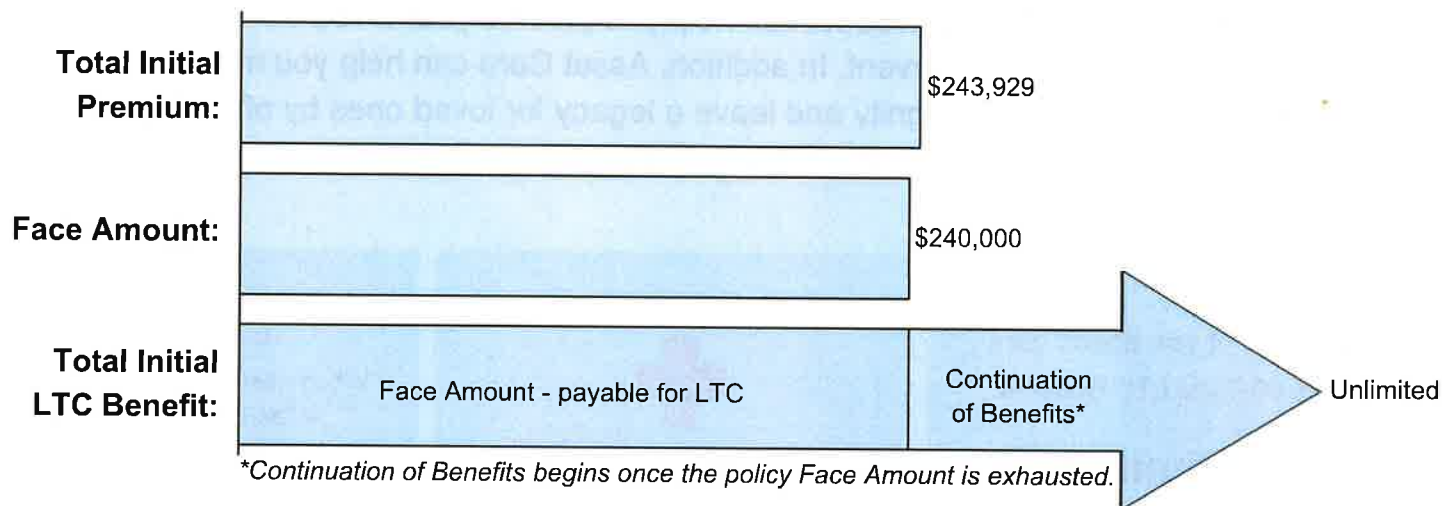 Total Initial
Premium:
$243,929
Face Amount:
$240,000
Total Initial
LTC Benefit:
Face Amount - payable for LTC
Continuation
of Benefits*
Unlimited
*Continuation of Benefits begins once the policy Face Amount is exhausted.